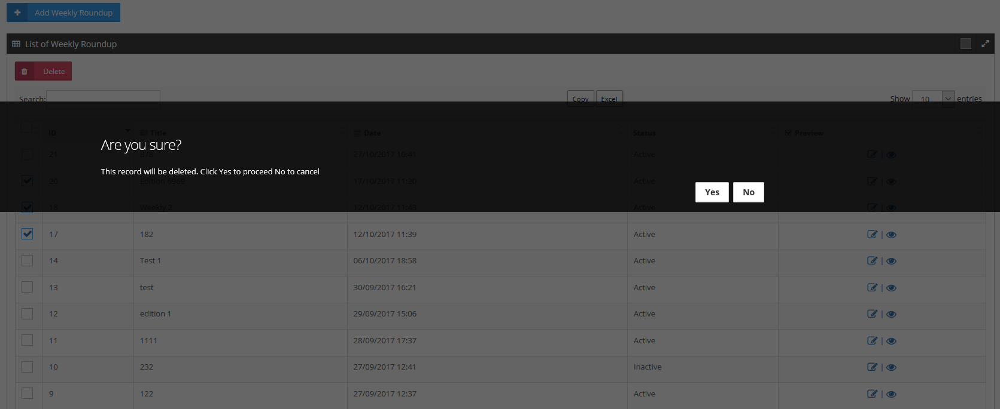 Add Weekly Roundup
List of Weekly Roundup
Delete
Search: Copy Excel Show 10 entries
ID Title Date Status Preview
Are you sure?
21 878 27/10/2017 10:41 Active |
This record will be deleted. Click Yes to proceed No to cancel
20 Edition 6969 17/10/2017 11:20 Active |
Yes No
18 Weekly 2 12/10/2017 11:43 Active |
17 182 12/10/2017 11:39 Active |
14 Test 1 06/10/2017 18:58 Active |
13 test 30/09/2017 16:21 Active |
12 edition 1 29/09/2017 15:06 Active |
11 1111 28/09/2017 17:37 Active |
10 232 27/09/2017 12:41 Inactive |
9 122 27/09/2017 12:37 Active |